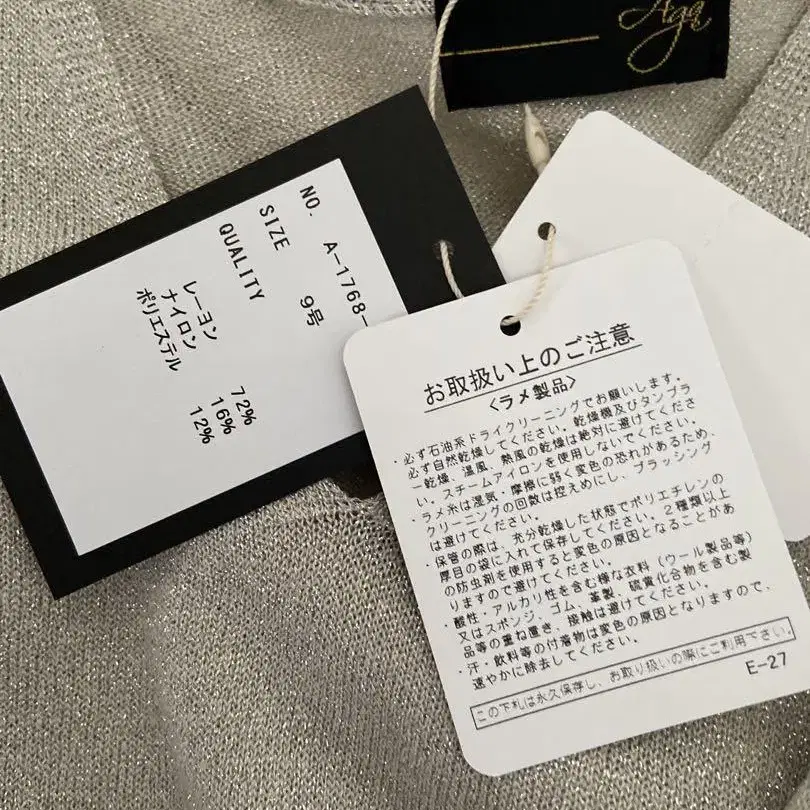 Aga
NO. A-1768-
SIZE 9号
QUALITY
レーヨン 72%
ナイロン 16%
ポリエステル 12%
お取扱い上のご注意
<ラメ製品>
・必ず石油系ドライクリーニングでお願いします。
必ず自然乾燥してください。乾燥機及びタンブラ
ー乾燥、温風、熱風の乾燥は絶対に避けてくださ
い。スチームアイロンを使用しないでください。
・ラメ糸は湿気・摩擦に弱く変色の恐れがあるため、
クリーニングの回数は控えめにし、ブラッシング
は避けてください。
・保管の際は、充分乾燥した状態でポリエチレンの
厚目の袋に入れて保存してください。2種類以上
の防虫剤を使用すると変色の原因となることがあ
りますので避けてください。
・酸性・アルカリ性を含む様な衣料（ウール製品等）
又はスポンジ、ゴム、革製、硫黄化合物を含む製
品等の重ね置き、接触は避けてください。
・汗・飲料等の付着物は変色の原因となりますので、
速やかに除去してください。
この下札は永久保存し、お取り扱いの際にご利用下さい。
E-27